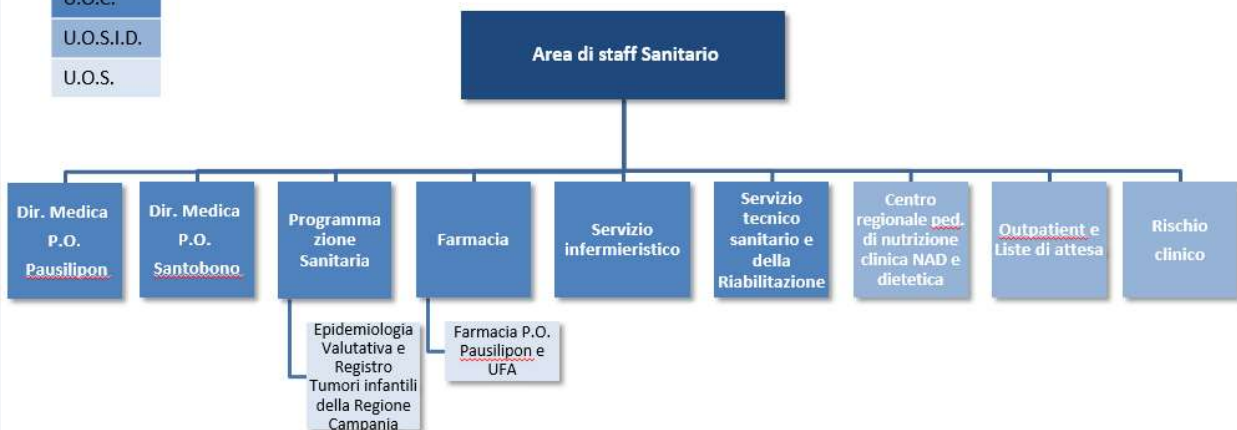 U.O.C.
U.O.S.I.D.
U.O.S.
Area di staff Sanitario
Dir. Medica
P.O.
Pausilipon
Dir. Medica
P.O.
Santobono
Programma
zione
Sanitaria
Farmacia
Servizio
infermieristico
Servizio
tecnico
sanitario e
della
Riabilitazione
Centro
regionale ped.
di nutrizione
clinica NAD e
dietetica
Outpatient e
Liste di attesa
Rischio
clinico
Epidemiologia
Valutativa e
Registro
Tumori infantili
della Regione
Campania
Farmacia P.O.
Pausilipon e
UFA